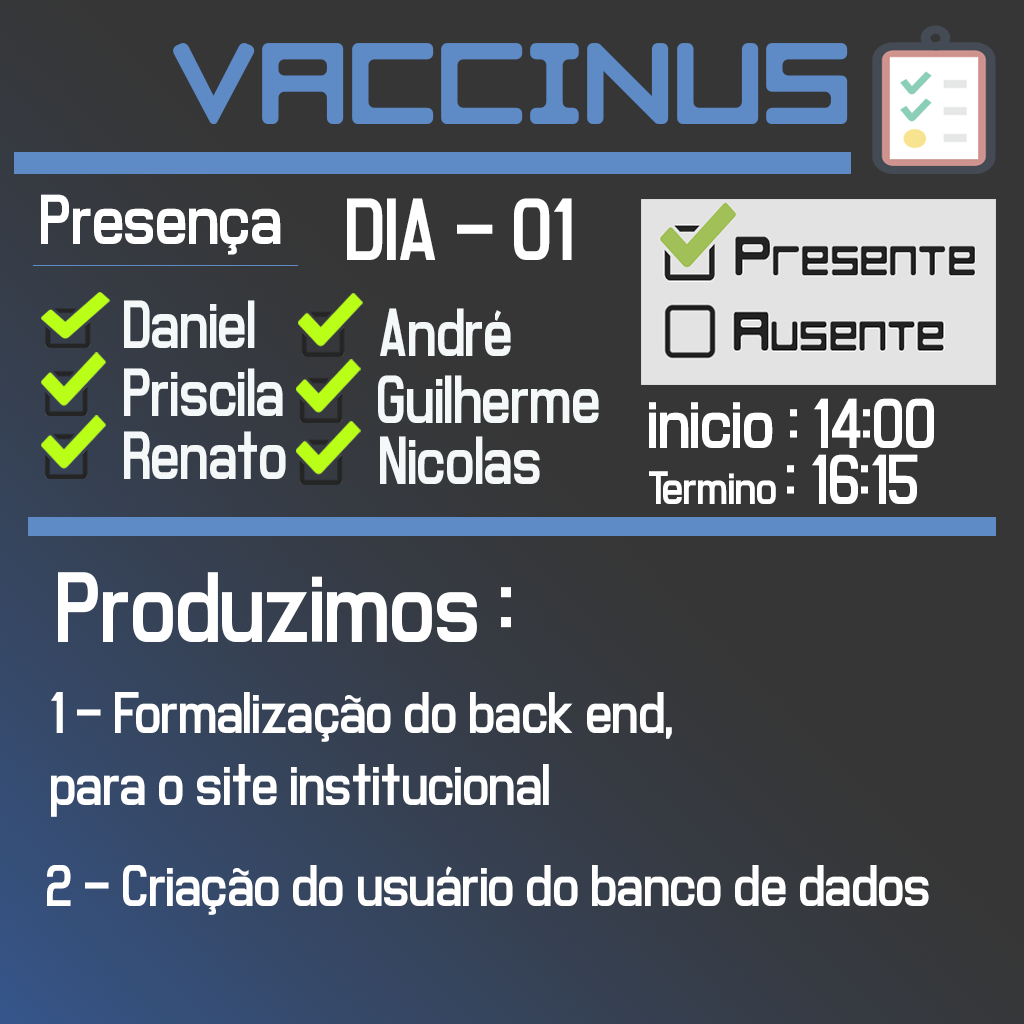 VACCINUS
Presença
DIA - 01
Daniel
André
Priscila
Guilherme
Renato
Nicolas
Presente
Ausente
inicio : 14:00
Termino : 16:15
Produzimos :
1 - Formalização do back end,
para o site institucional
2 - Criação do usuário do banco de dados